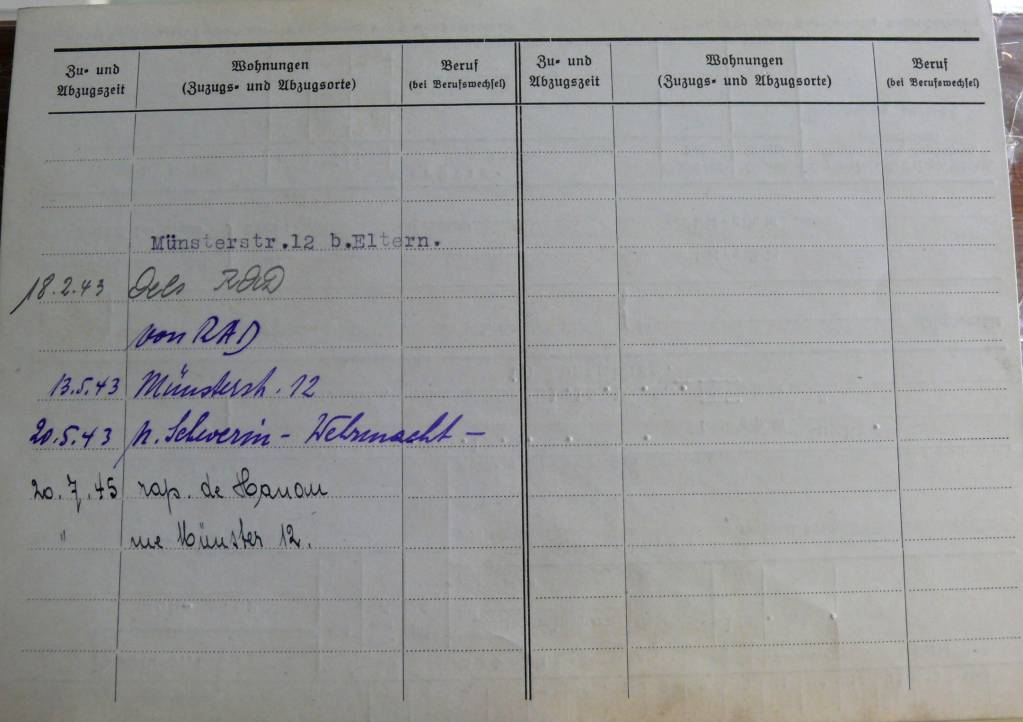 Zu- und Abzugszeit
Wohnungen
(Zuzugs- und Abzugsorte)
Beruf
(bei Berufswechsel)
Zu- und Abzugszeit
Wohnungen
(Zuzugs- und Abzugsorte)
Beruf
(bei Berufswechsel)
Münsterstr.12 b.Eltern.
18.2.43 Oels RAD
von RAD
13.5.43 Münsterstr. 12
20.5.43 n. Schwerin - Wehrmacht -
20.7.45 rap. de Hanau
" rue Münster 12.